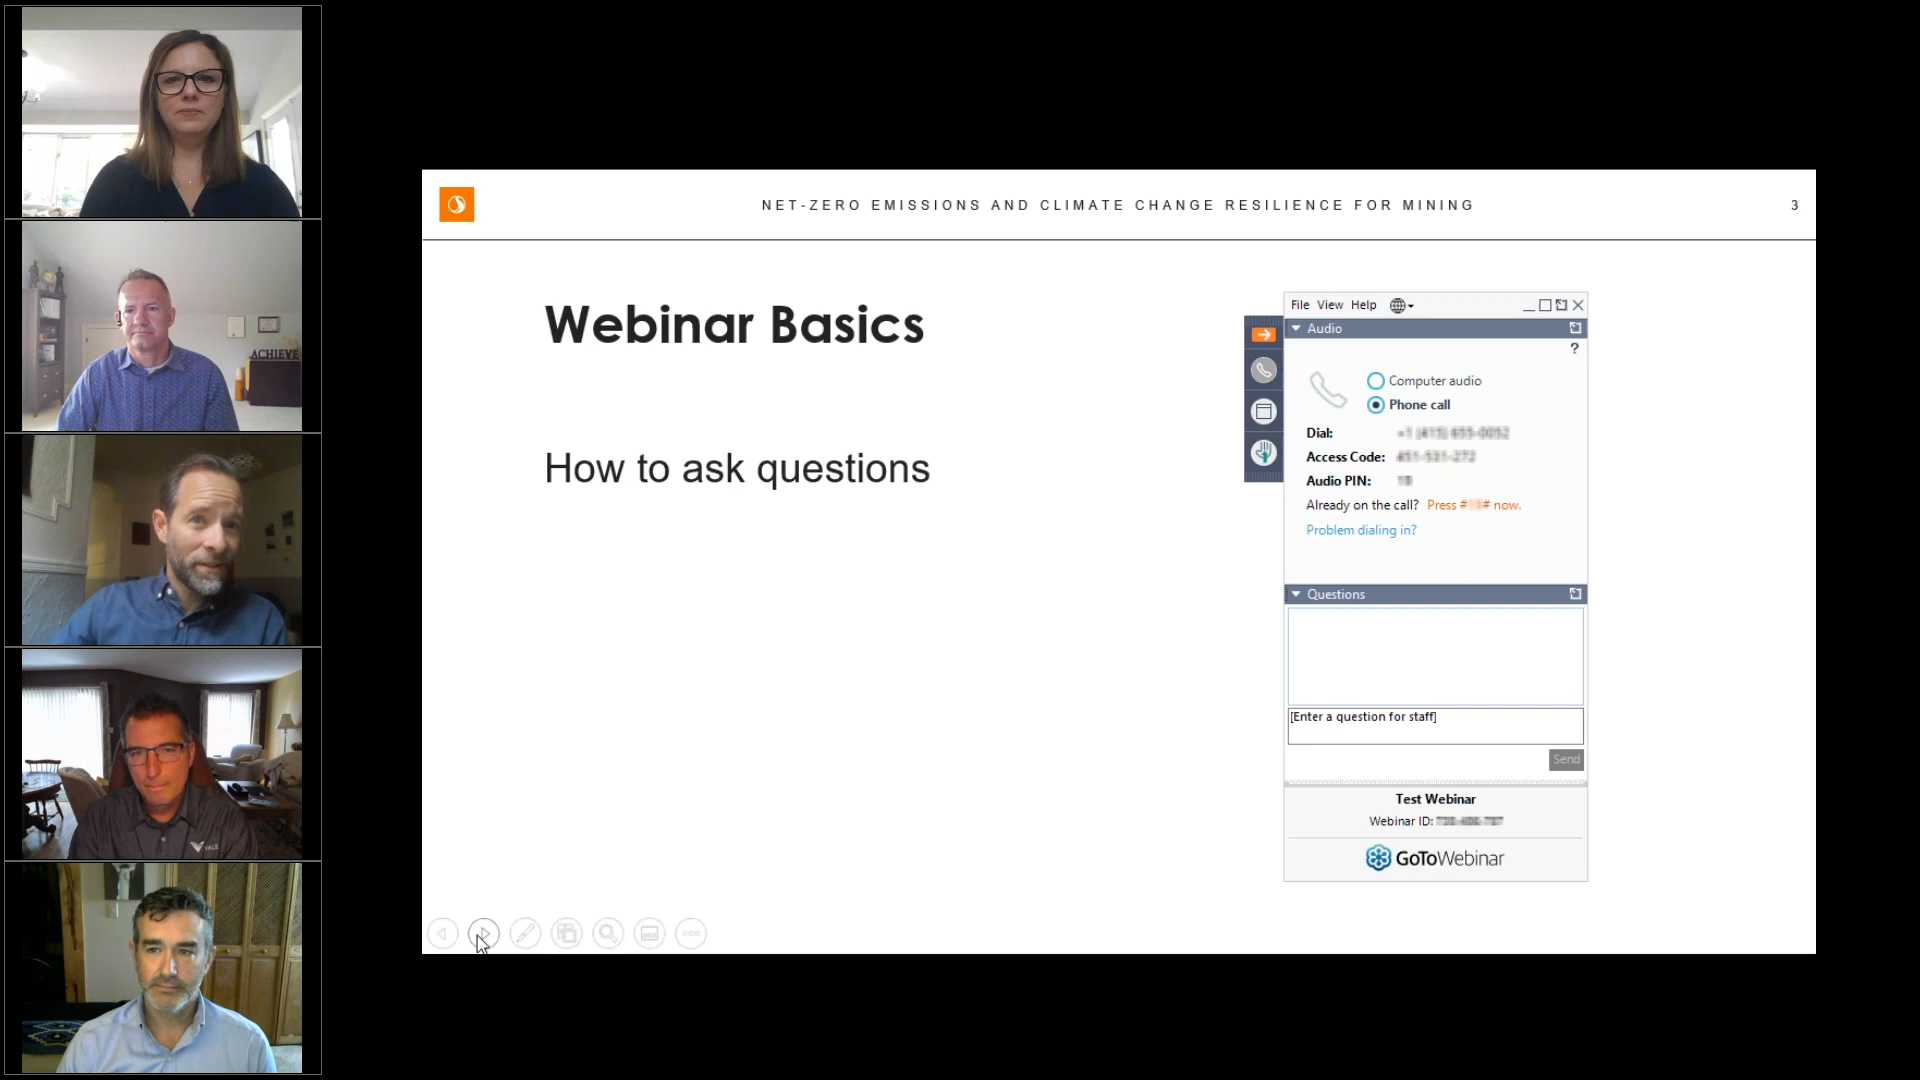 ACHIEVE
VALE
NET-ZERO EMISSIONS AND CLIMATE CHANGE RESILIENCE FOR MINING
3
Webinar Basics
How to ask questions
File View Help
Audio
?
Computer audio
Phone call
Dial:
Access Code:
Audio PIN:
Already on the call? Press # # now.
Problem dialing in?
Questions
[Enter a question for staff]
Send
Test Webinar
Webinar ID:
GoToWebinar